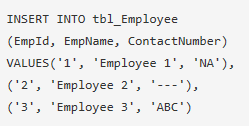 INSERT INTO tbl_Employee
(EmpId, EmpName, ContactNumber)
VALUES('1', 'Employee 1', 'NA'),
('2', 'Employee 2', '---'),
('3', 'Employee 3', 'ABC')